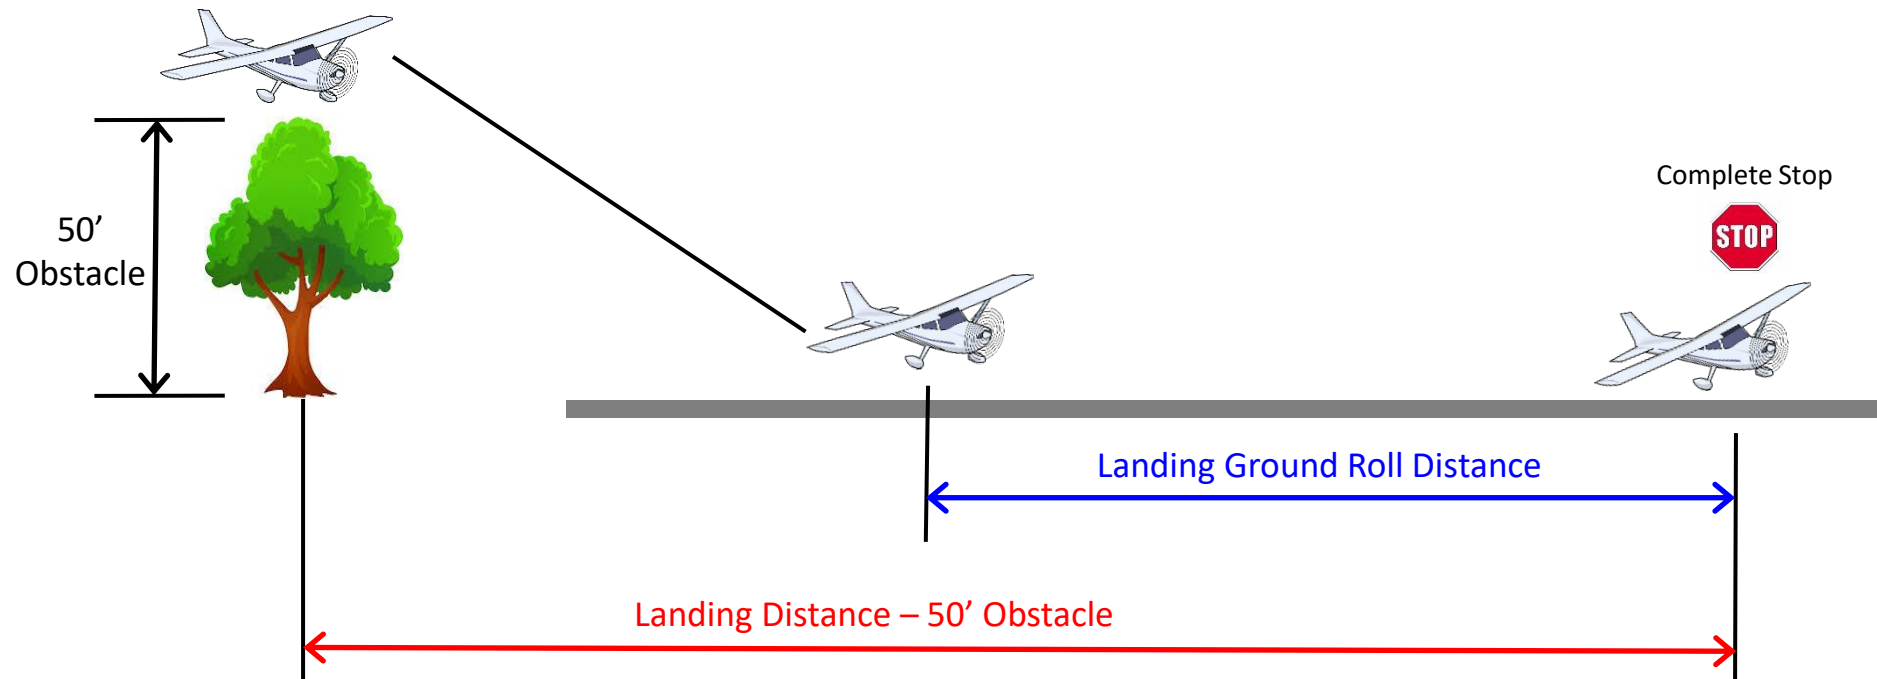 Complete Stop
STOP
50’
Obstacle
Landing Ground Roll Distance
Landing Distance – 50’ Obstacle